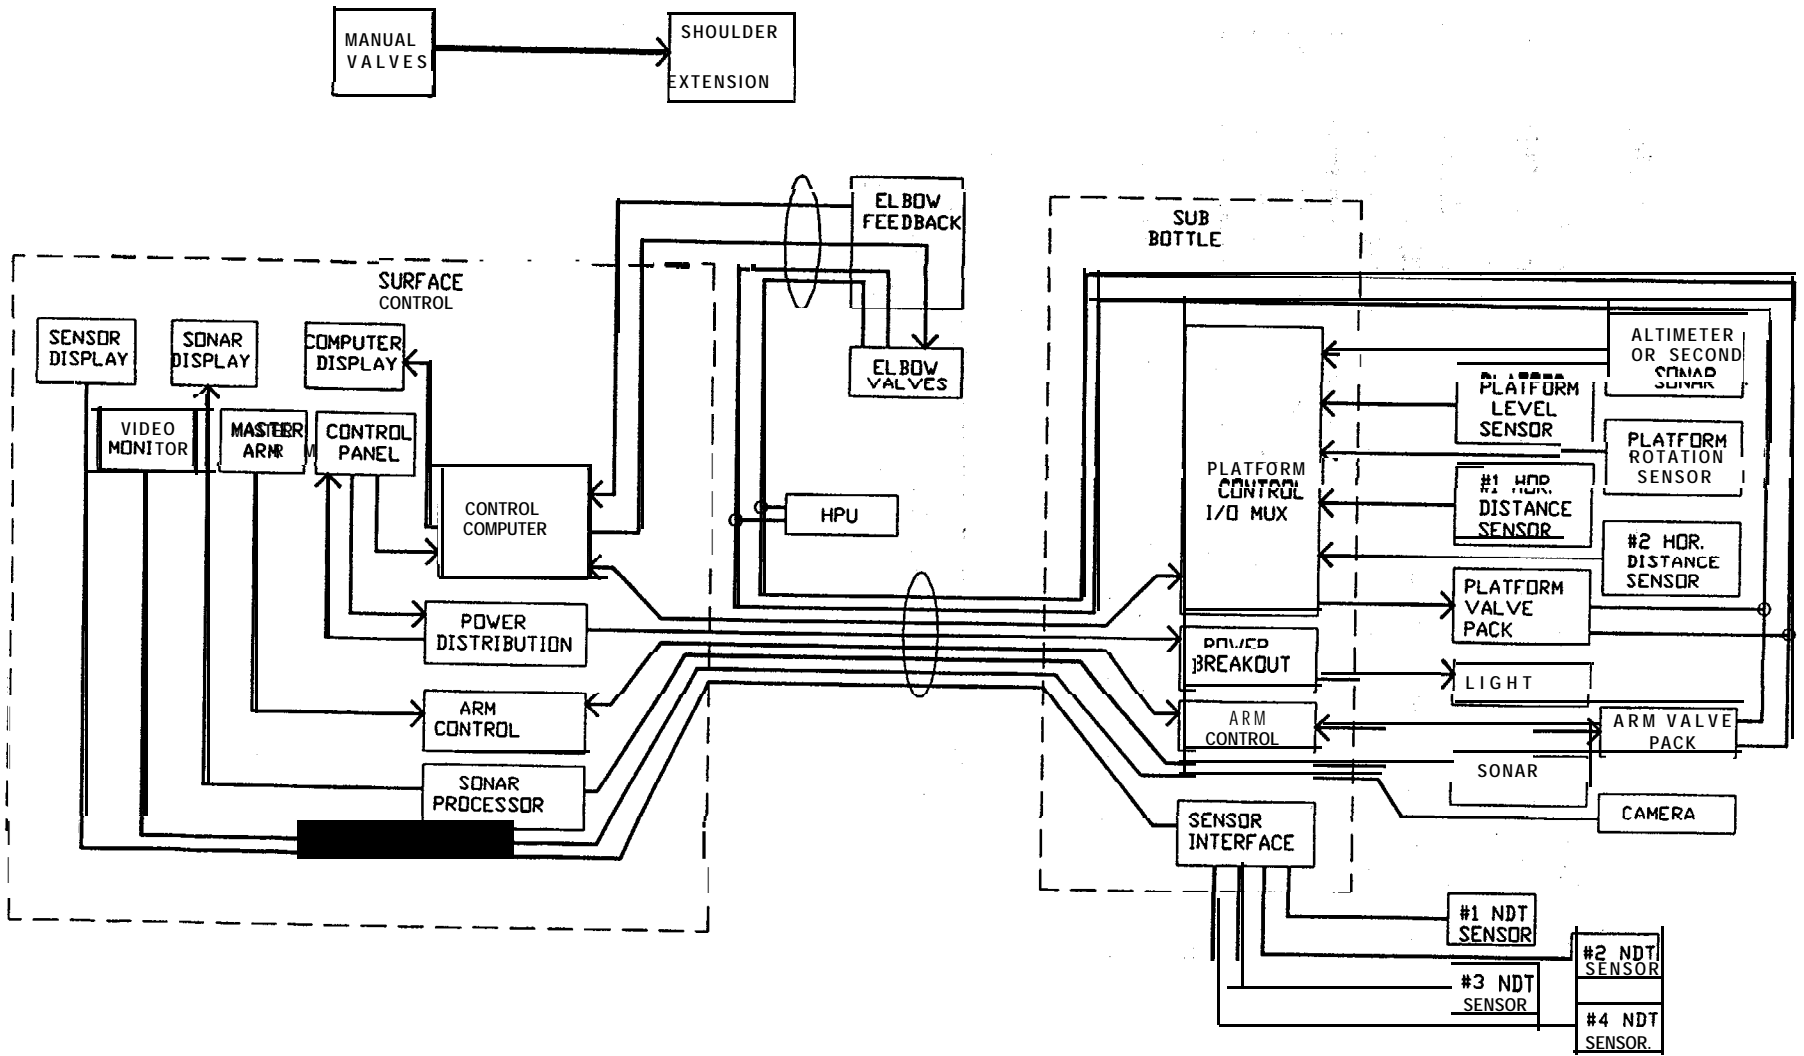 MANUAL
VALVES
SHOULDER
EXTENSION
ELBOW
FEEDBACK
ELBOW
VALVES
HPU
SURFACE
CONTROL
SENSOR
DISPLAY
SONAR
DISPLAY
COMPUTER
DISPLAY
VIDEO
MONITOR
MASTER
ARM
CONTROL
PANEL
CONTROL
COMPUTER
POWER
DISTRIBUTION
ARM
CONTROL
SONAR
PROCESSOR
SUB
BOTTLE
PLATFORM
CONTROL
I/O MUX
POWER
BREAKOUT
ARM
CONTROL
SENSOR
INTERFACE
ALTIMETER
OR SECOND
SONAR
PLATFORM
LEVEL
SENSOR
PLATFORM
ROTATION
SENSOR
#1 HOR.
DISTANCE
SENSOR
#2 HOR.
DISTANCE
SENSOR
PLATFORM
VALVE
PACK
LIGHT
ARM VALVE
PACK
SONAR
CAMERA
#1 NDT
SENSOR
#2 NDT
SENSOR
#3 NDT
SENSOR
#4 NDT
SENSOR.